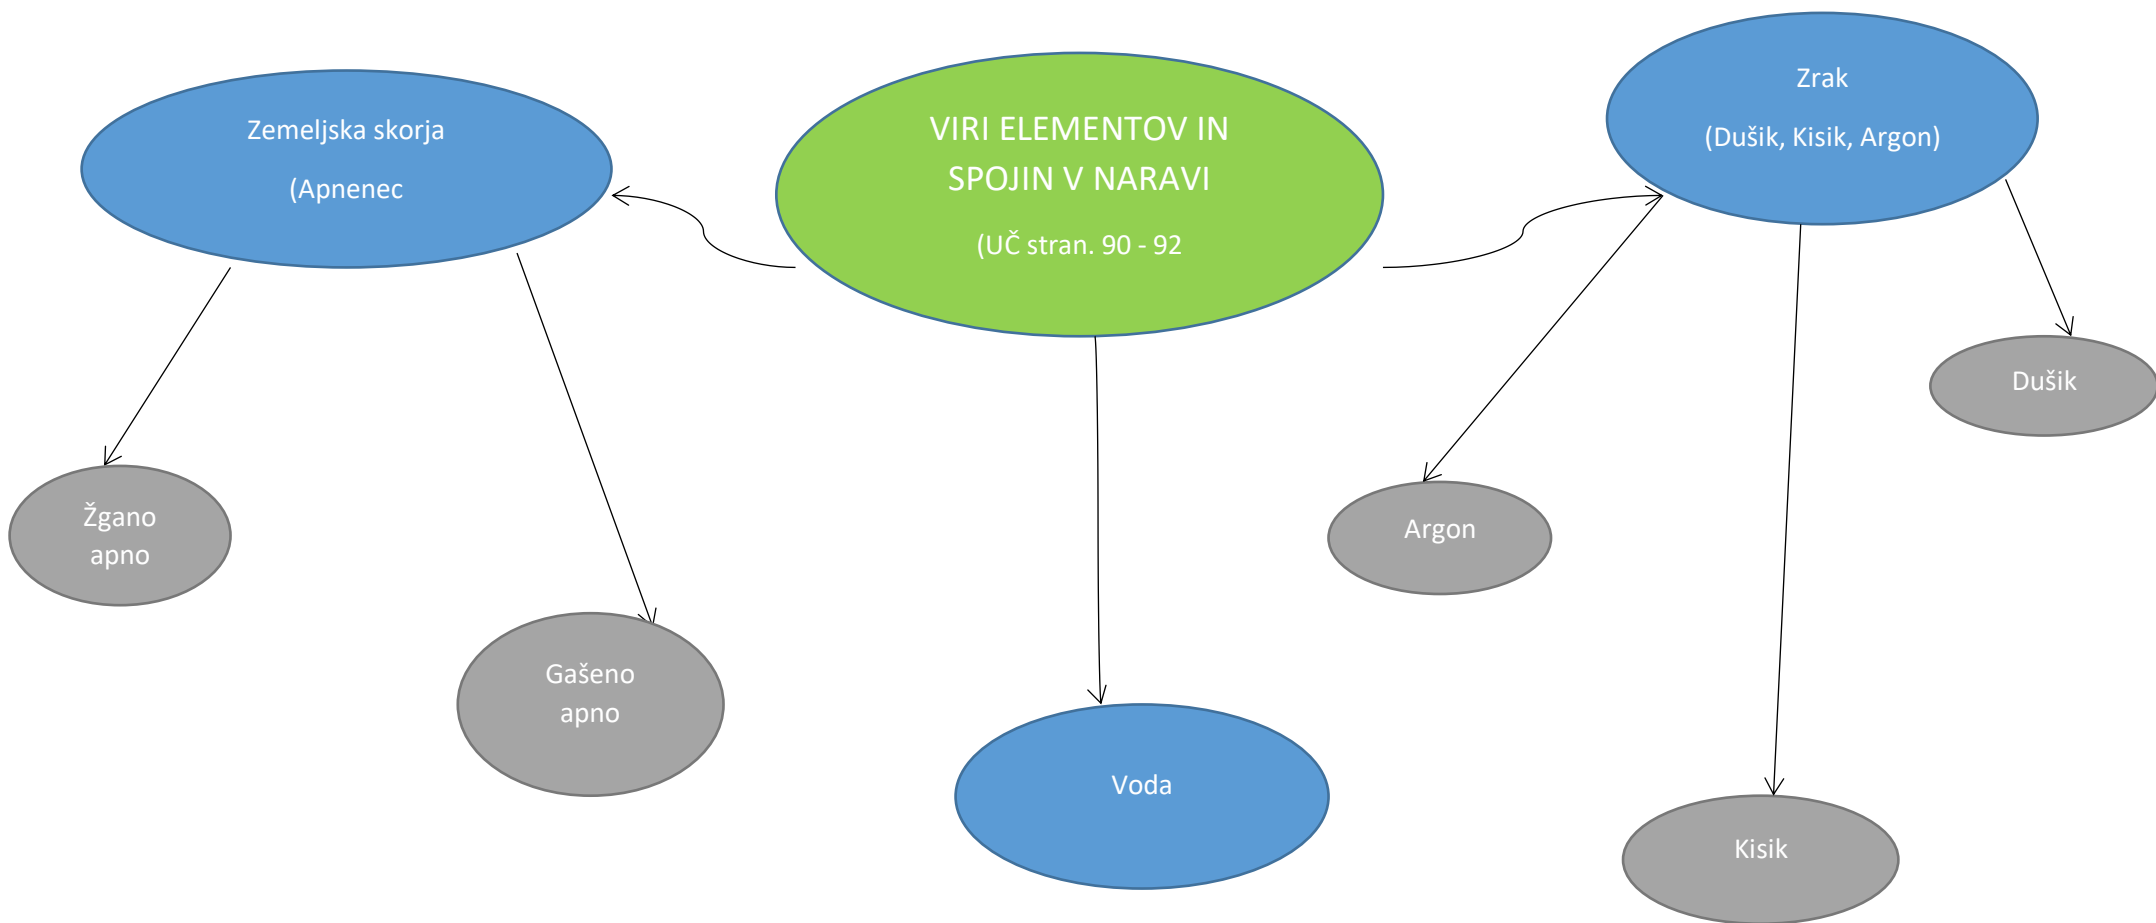 Zemeljska skorja
(Apnenec
VIRI ELEMENTOV IN
SPOJIN V NARAVI
(UČ stran. 90 - 92
Zrak
(Dušik, Kisik, Argon)
Dušik
Žgano
apno
Argon
Gašeno
apno
Voda
Kisik